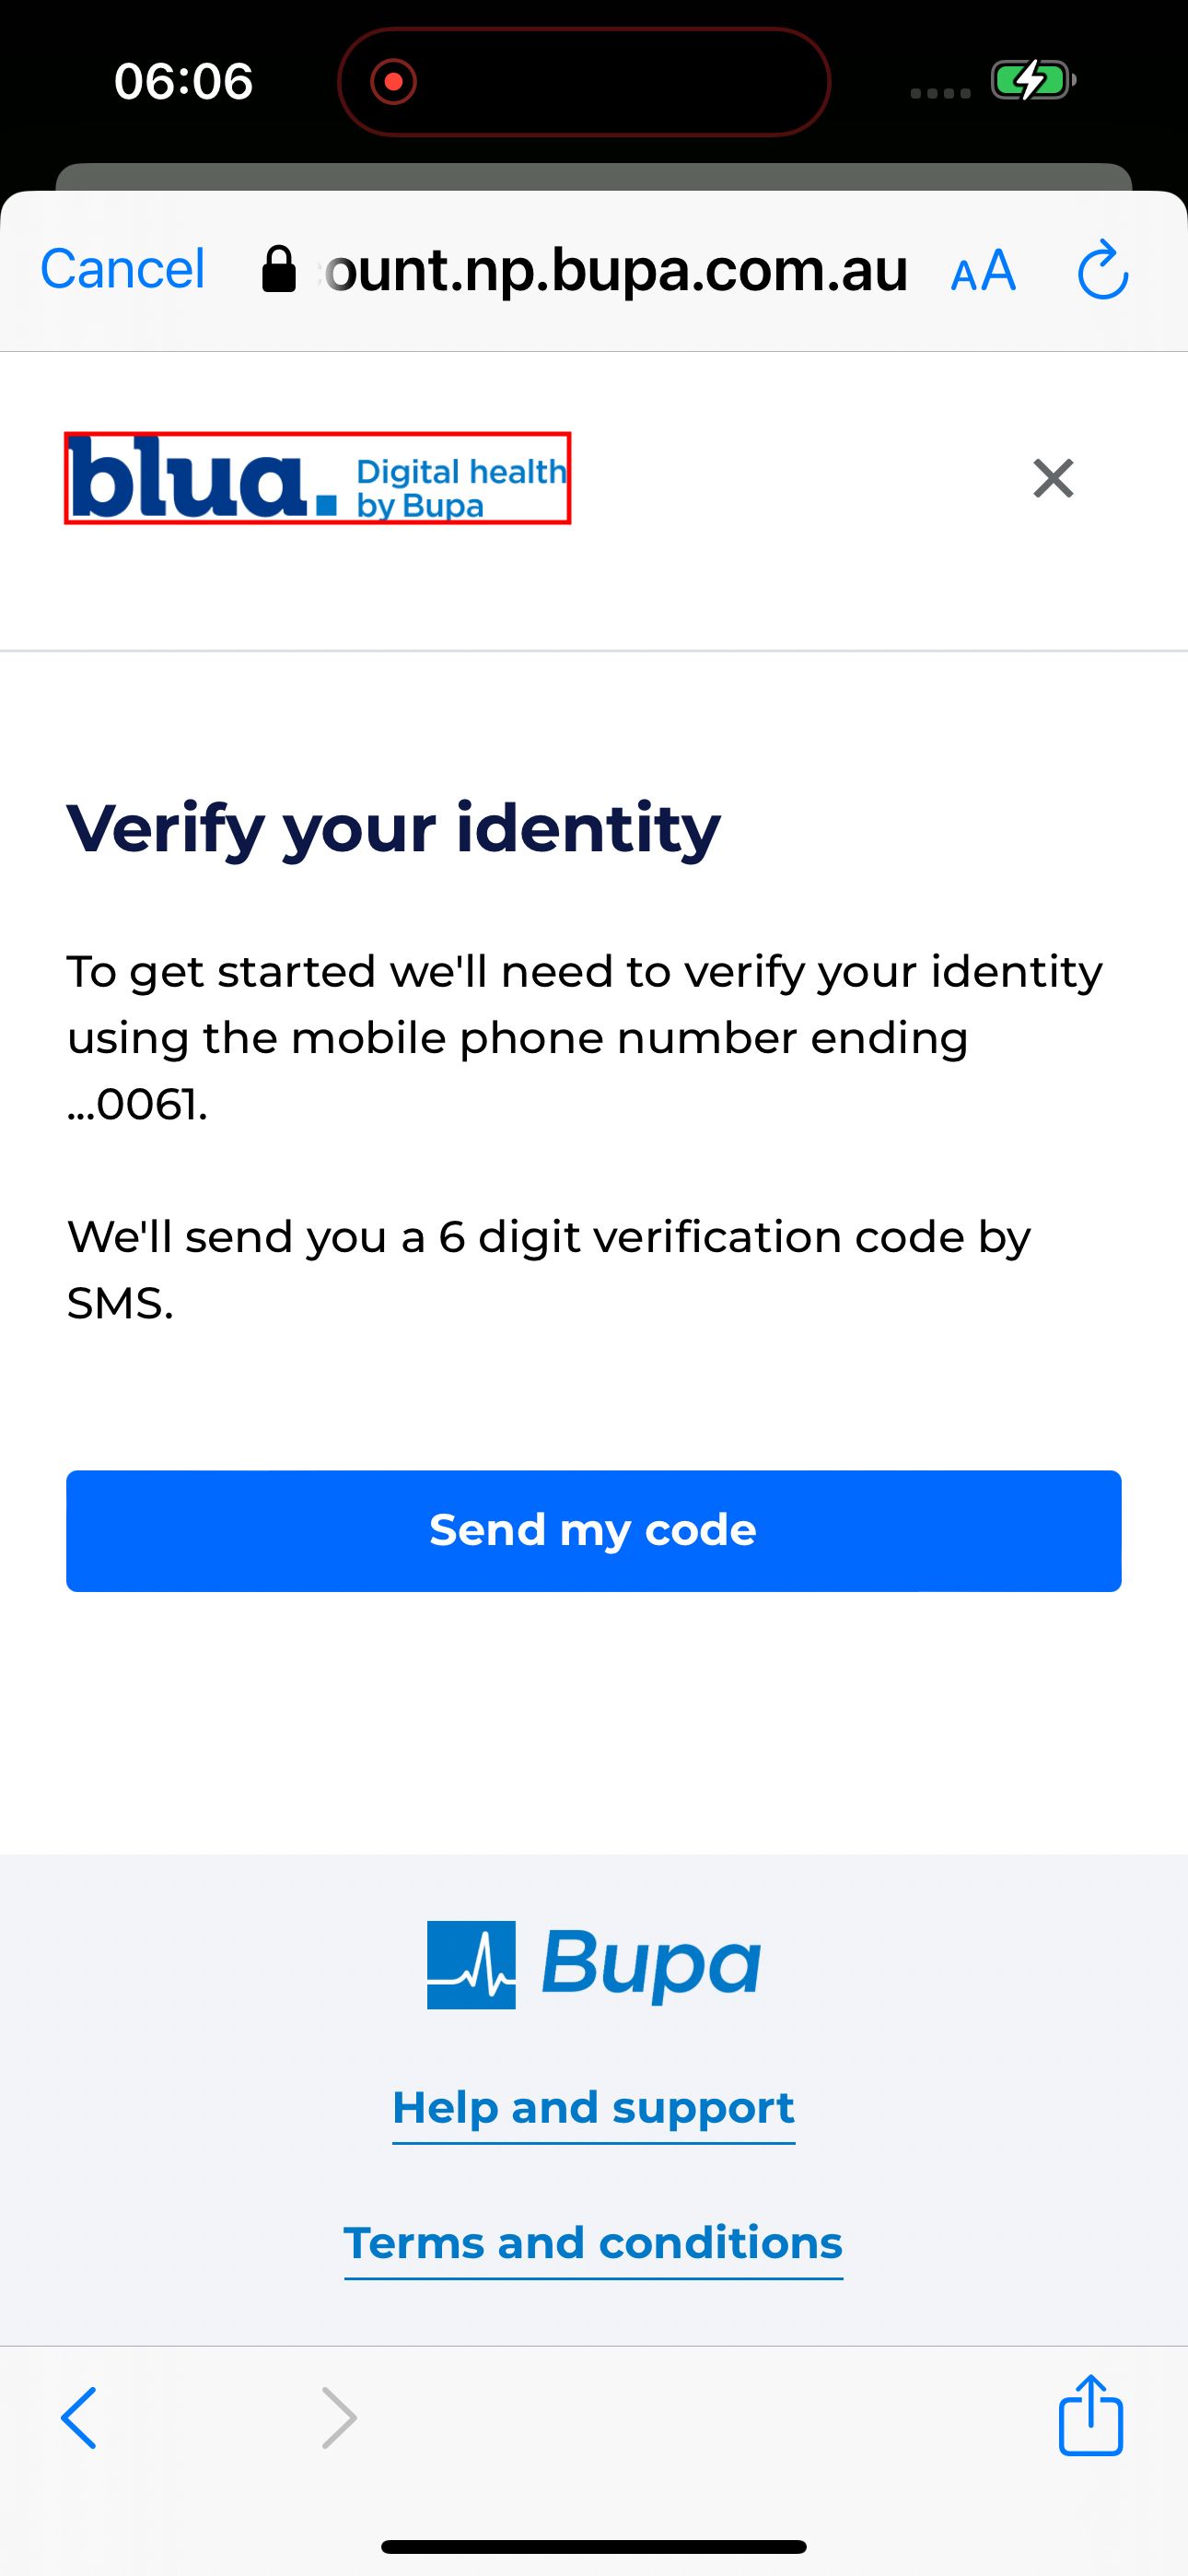 06:06
Cancel
ount.np.bupa.com.au
AA
blua.
Digital health
by Bupa
Verify your identity
To get started we'll need to verify your identity
using the mobile phone number ending
...0061.
We'll send you a 6 digit verification code by
SMS.
Send my code
Bupa
Help and support
Terms and conditions